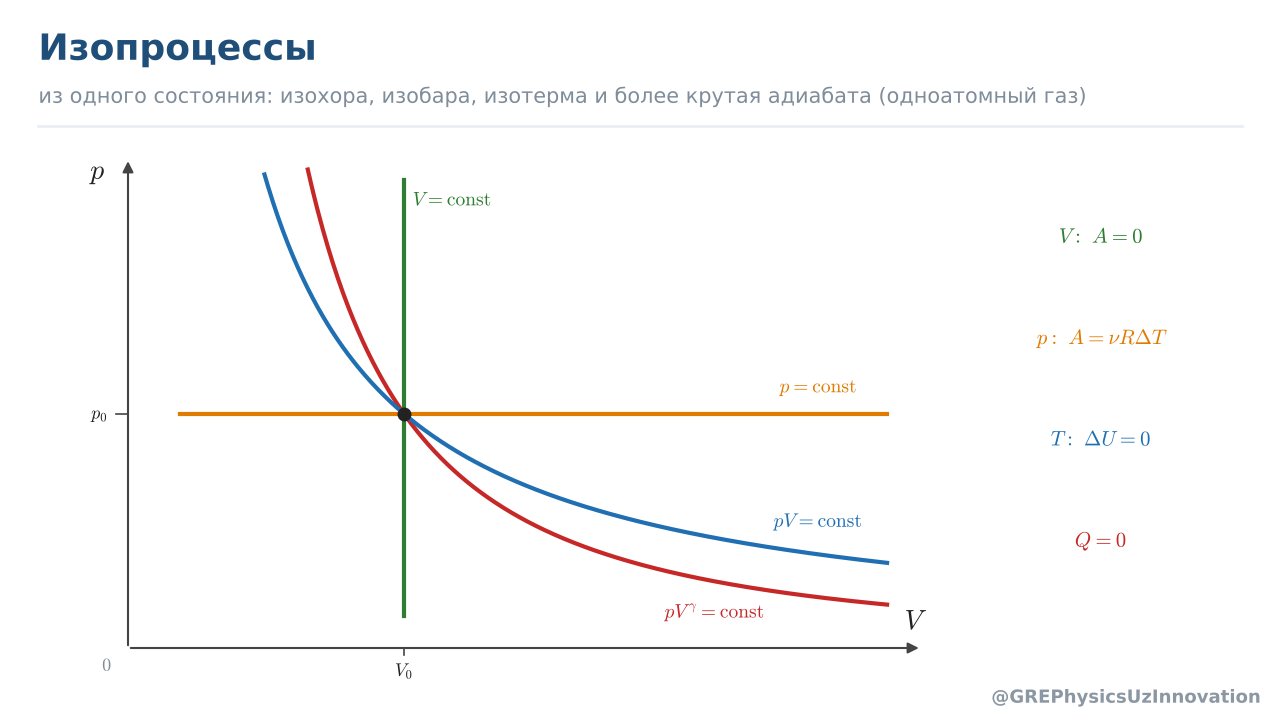 Изопроцессы
из одного состояния: изохора, изобара, изотерма и более крутая адиабата (одноатомный газ)
p
V = const
V : A = 0
p : A = νRΔT
p = const
p₀
T : ΔU = 0
pV = const
Q = 0
pV^γ = const
V
0
V₀
@GREPhysicsUzInnovation